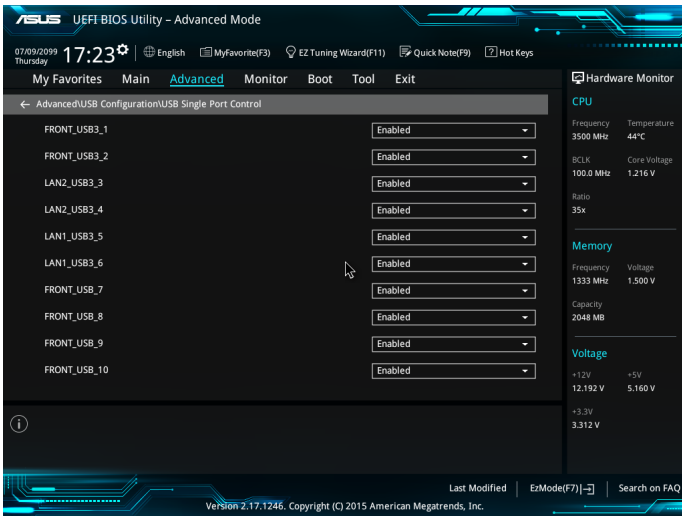 ASUS UEFI BIOS Utility – Advanced Mode
07/09/2099
Thursday
17:23
English MyFavorite(F3) EZ Tuning Wizard(F11) Quick Note(F9) ? Hot Keys
My Favorites Main Advanced Monitor Boot Tool Exit
← Advanced\USB Configuration\USB Single Port Control
FRONT_USB3_1 Enabled
FRONT_USB3_2 Enabled
LAN2_USB3_3 Enabled
LAN2_USB3_4 Enabled
LAN1_USB3_5 Enabled
LAN1_USB3_6 Enabled
FRONT_USB_7 Enabled
FRONT_USB_8 Enabled
FRONT_USB_9 Enabled
FRONT_USB_10 Enabled
Hardware Monitor
CPU
Frequency Temperature
3500 MHz 44°C
BCLK Core Voltage
100.0 MHz 1.216 V
Ratio
35x
Memory
Frequency Voltage
1333 MHz 1.500 V
Capacity
2048 MB
Voltage
+12V +5V
12.192 V 5.160 V
+3.3V
3.312 V
i
Last Modified EzMode(F7)|→] Search on FAQ
Version 2.17.1246. Copyright (C) 2015 American Megatrends, Inc.